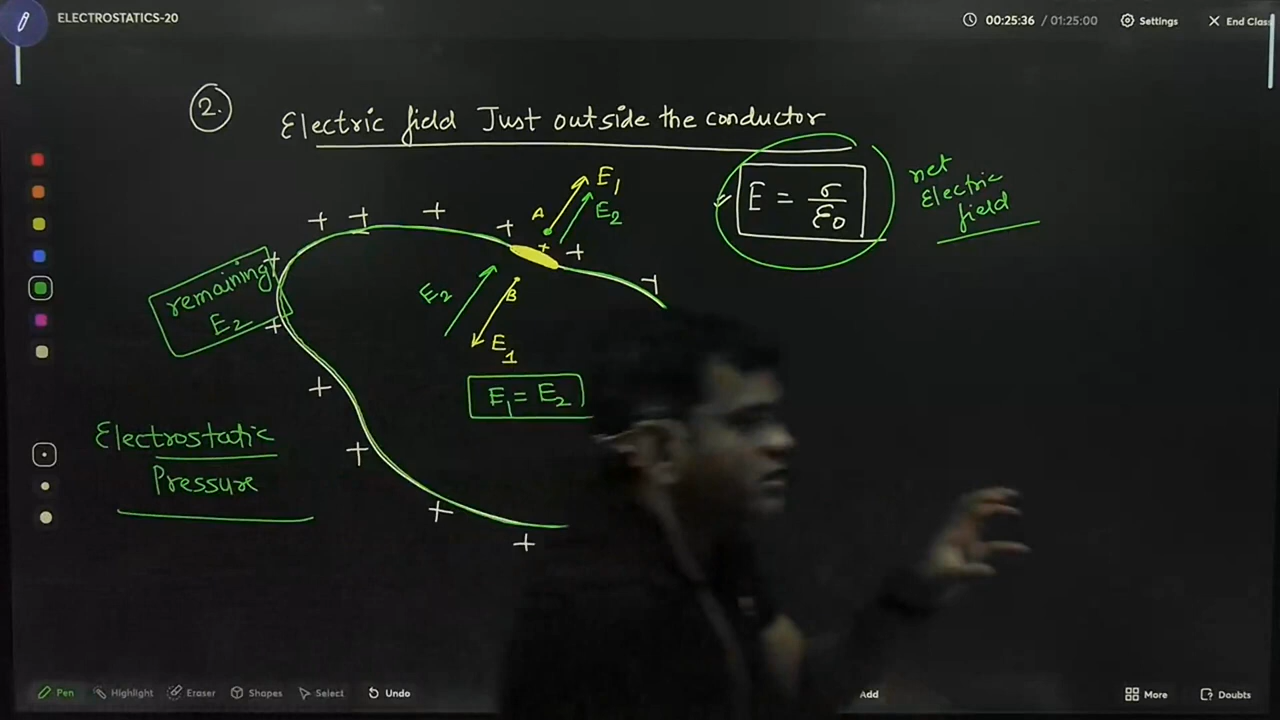 ELECTROSTATICS-20
00:25:36 / 01:25:00
Settings
End Class
2.
Electric field Just outside the conductor
E = σ/ε0
net
Electric
field
E1
E2
A
+ + + + + + + + + + + + +
remaining
E2
E2
B
E1
E1 = E2
Electrostatic
Pressure
Pen
Highlight
Eraser
Shapes
Select
Undo
Add
More
Doubts